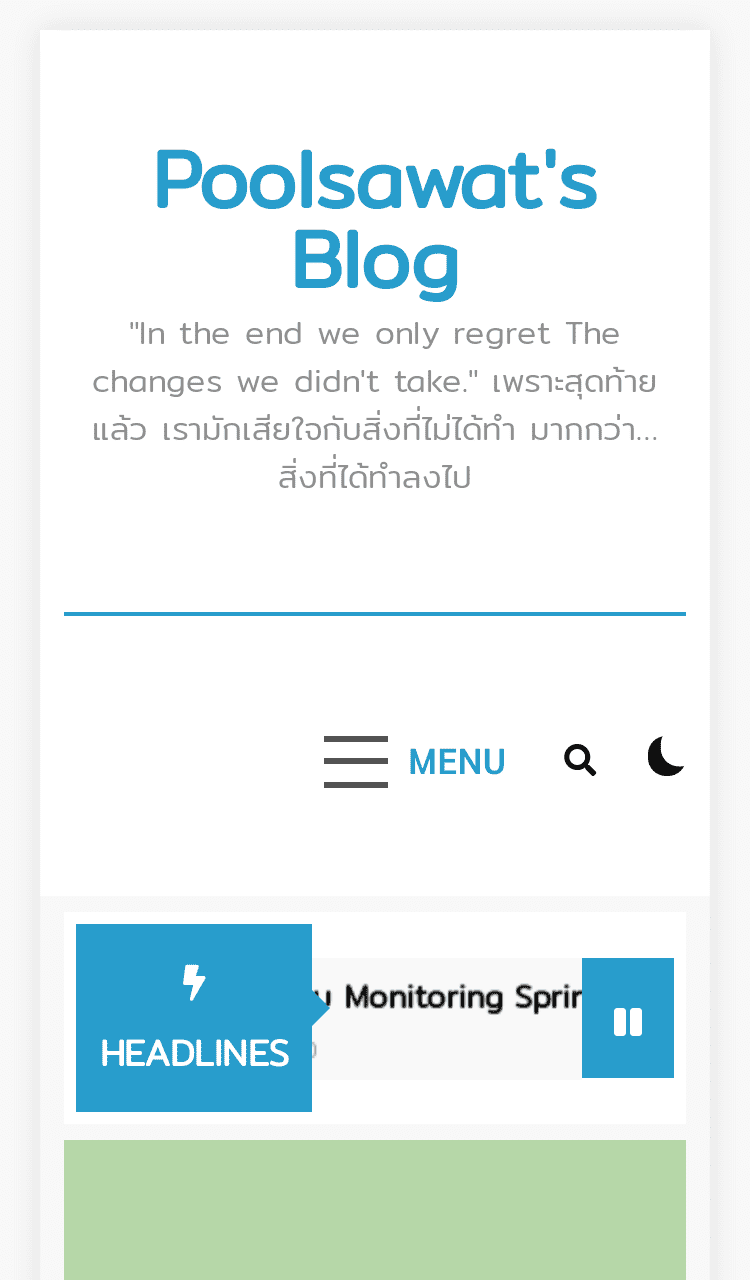 Poolsawat's
Blog
"In the end we only regret The
changes we didn't take." เพราะสุดท้าย
แล้ว เรามักเสียใจกับสิ่งที่ไม่ได้ทำ มากกว่า...
สิ่งที่ได้ทำลงไป
MENU
Monitoring
HEADLINES